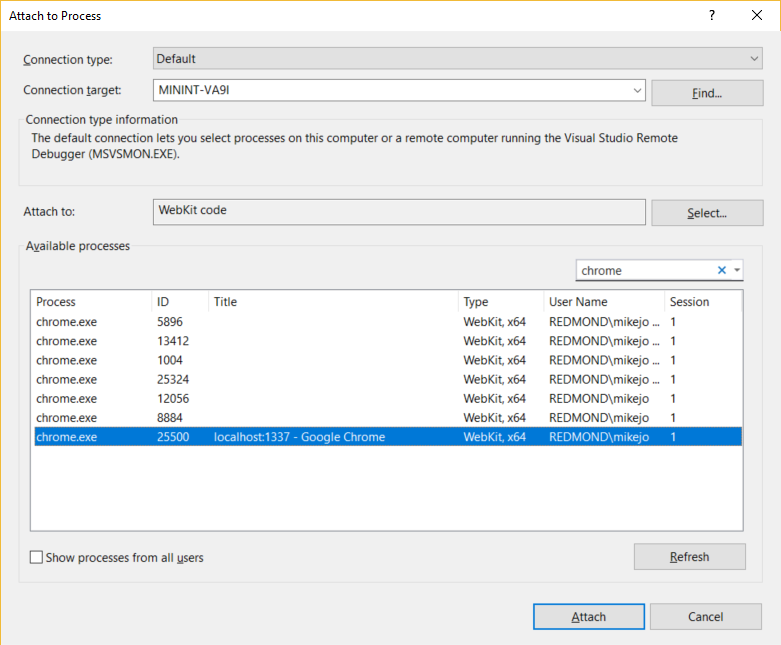 Attach to Process
?
Connection type:
Default
Connection target:
MININT-VA9I
Find...
Connection type information
The default connection lets you select processes on this computer or a remote computer running the Visual Studio Remote
Debugger (MSVSMON.EXE).
Attach to:
WebKit code
Select...
Available processes
chrome
Process ID Title Type User Name Session
chrome.exe 5896 WebKit, x64 REDMOND\mikejo ... 1
chrome.exe 13412 WebKit, x64 REDMOND\mikejo ... 1
chrome.exe 1004 WebKit, x64 REDMOND\mikejo ... 1
chrome.exe 25324 WebKit, x64 REDMOND\mikejo ... 1
chrome.exe 12056 WebKit, x64 REDMOND\mikejo 1
chrome.exe 8884 WebKit, x64 REDMOND\mikejo 1
chrome.exe 25500 localhost:1337 - Google Chrome WebKit, x64 REDMOND\mikejo 1
Show processes from all users
Refresh
Attach
Cancel